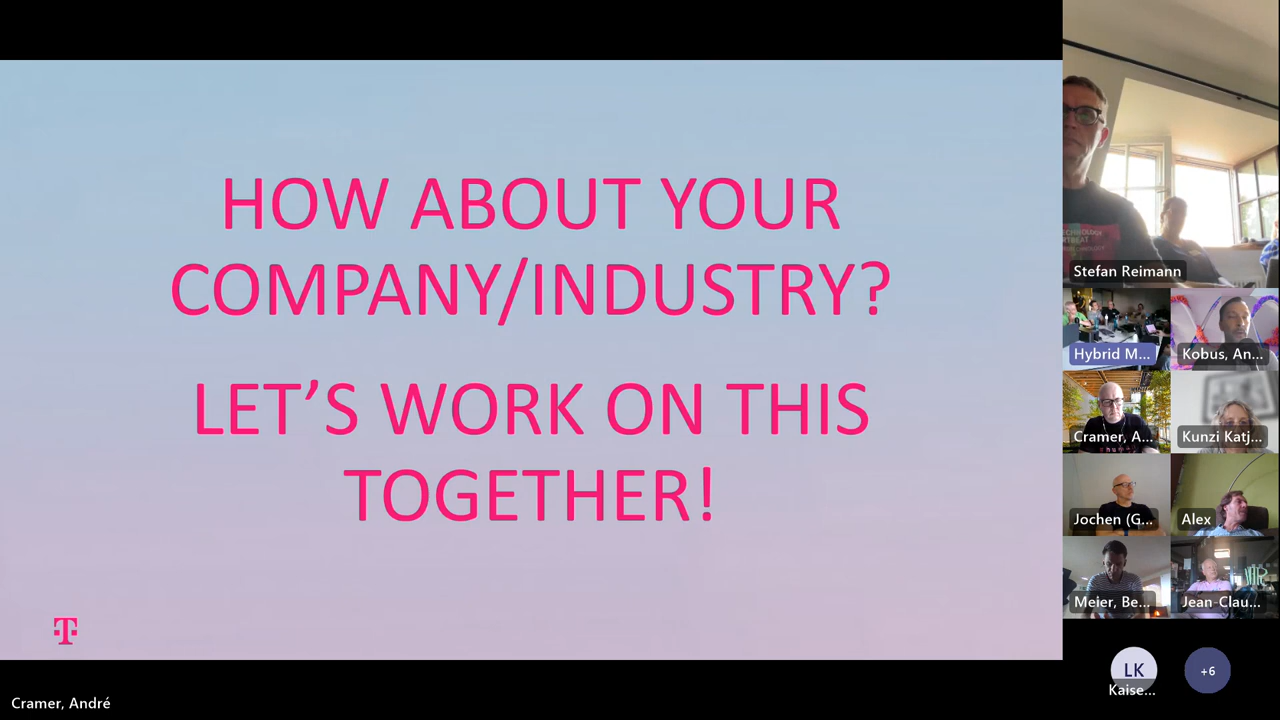 HOW ABOUT YOUR
COMPANY/INDUSTRY?
LET'S WORK ON THIS
TOGETHER!
T
Cramer, André
Stefan Reimann
Hybrid M...
Kobus, An...
Cramer, A...
Kunzi Katj...
Jochen (G...
Alex
Meier, Be...
Jean-Clau...
LK
Kaise...
+6